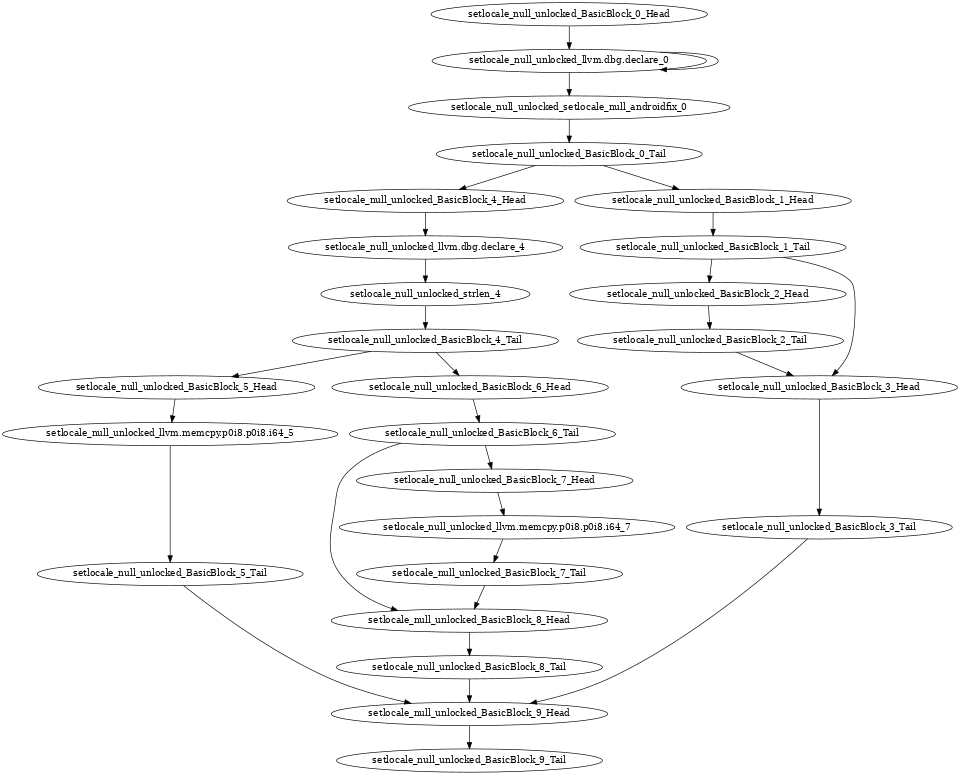 setlocale_null_unlocked_BasicBlock_0_Head
setlocale_null_unlocked_llvm.dbg.declare_0
setlocale_null_unlocked_setlocale_null_androidfix_0
setlocale_null_unlocked_BasicBlock_0_Tail
setlocale_null_unlocked_BasicBlock_4_Head
setlocale_null_unlocked_BasicBlock_1_Head
setlocale_null_unlocked_llvm.dbg.declare_4
setlocale_null_unlocked_BasicBlock_1_Tail
setlocale_null_unlocked_strlen_4
setlocale_null_unlocked_BasicBlock_2_Head
setlocale_null_unlocked_BasicBlock_4_Tail
setlocale_null_unlocked_BasicBlock_2_Tail
setlocale_null_unlocked_BasicBlock_5_Head
setlocale_null_unlocked_BasicBlock_6_Head
setlocale_null_unlocked_BasicBlock_3_Head
setlocale_null_unlocked_llvm.memcpy.p0i8.p0i8.i64_5
setlocale_null_unlocked_BasicBlock_6_Tail
setlocale_null_unlocked_BasicBlock_7_Head
setlocale_null_unlocked_llvm.memcpy.p0i8.p0i8.i64_7
setlocale_null_unlocked_BasicBlock_3_Tail
setlocale_null_unlocked_BasicBlock_5_Tail
setlocale_null_unlocked_BasicBlock_7_Tail
setlocale_null_unlocked_BasicBlock_8_Head
setlocale_null_unlocked_BasicBlock_8_Tail
setlocale_null_unlocked_BasicBlock_9_Head
setlocale_null_unlocked_BasicBlock_9_Tail